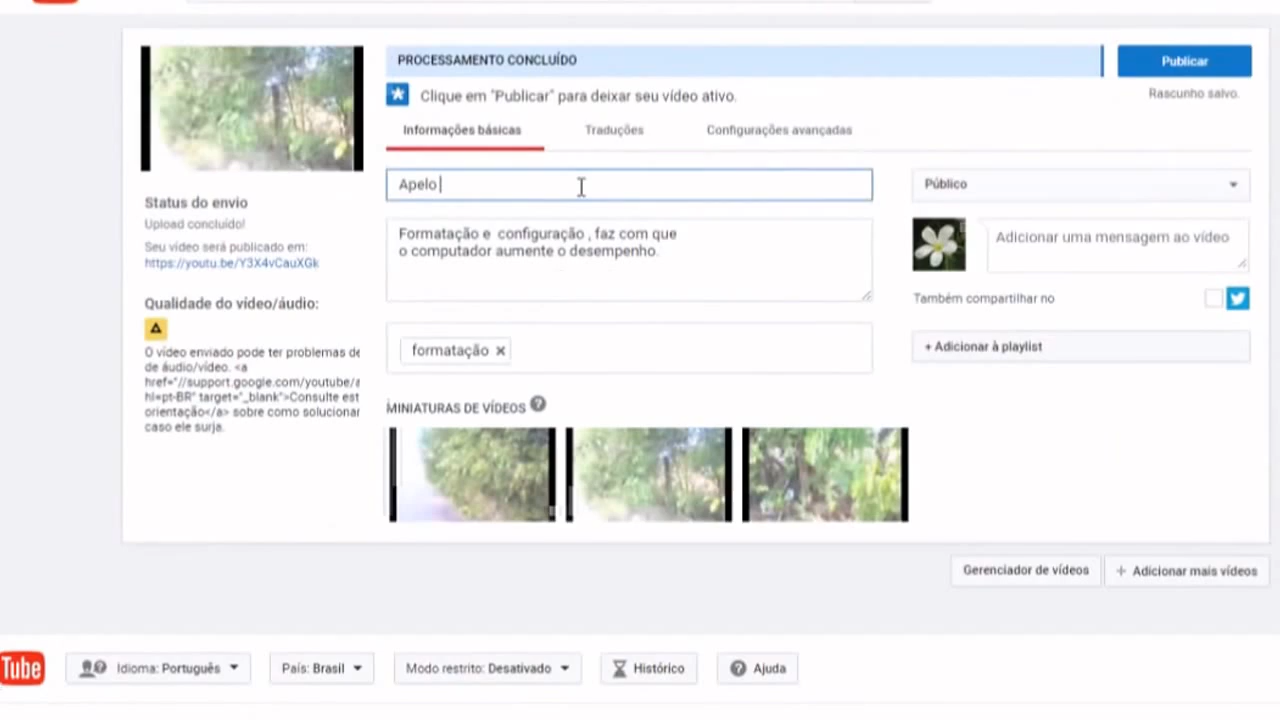 PROCESSAMENTO CONCLUÍDO
Publicar
Clique em "Publicar" para deixar seu vídeo ativo.
Rascunho salvo.
Informações básicas
Traduções
Configurações avançadas
Apelo
Público
Formatação e configuração , faz com que
o computador aumente o desempenho.
Adicionar uma mensagem ao vídeo
Status do envio
Upload concluído!
Seu vídeo será publicado em:
https://youtu.be/Y3X4vCauXGk
Também compartilhar no
Qualidade do vídeo/áudio:
O vídeo enviado pode ter problemas de
de áudio/vídeo. <a
href="//support.google.com/youtube/a
hl=pt-BR" target="_blank">Consulte est
orientação</a> sobre como solucionar
caso ele surja.
formatação ×
+ Adicionar à playlist
MINIATURAS DE VÍDEOS ?
Gerenciador de vídeos
+ Adicionar mais vídeos
Tube
Idioma: Português
País: Brasil
Modo restrito: Desativado
Histórico
? Ajuda